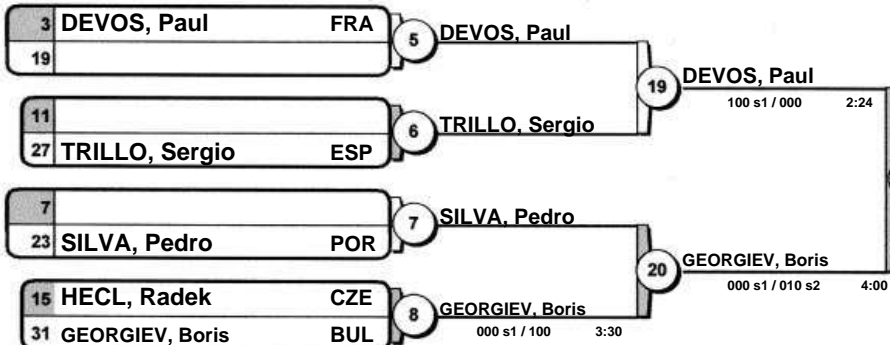 3 DEVOS, Paul FRA
19
5 DEVOS, Paul
11
27 TRILLO, Sergio ESP
6 TRILLO, Sergio
19 DEVOS, Paul
100 s1 / 000 2:24
7
23 SILVA, Pedro POR
7 SILVA, Pedro
15 HECL, Radek CZE
31 GEORGIEV, Boris BUL
8 GEORGIEV, Boris
000 s1 / 100 3:30
20 GEORGIEV, Boris
000 s1 / 010 s2 4:00